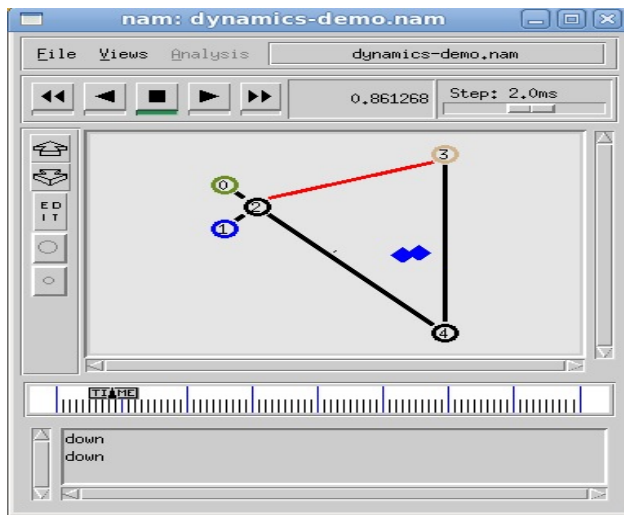 nam: dynamics-demo.nam
File Views Analysis dynamics-demo.nam
0.861268 Step: 2.0ms
3
0
E D
I T
2
1
4
TIME
down
down